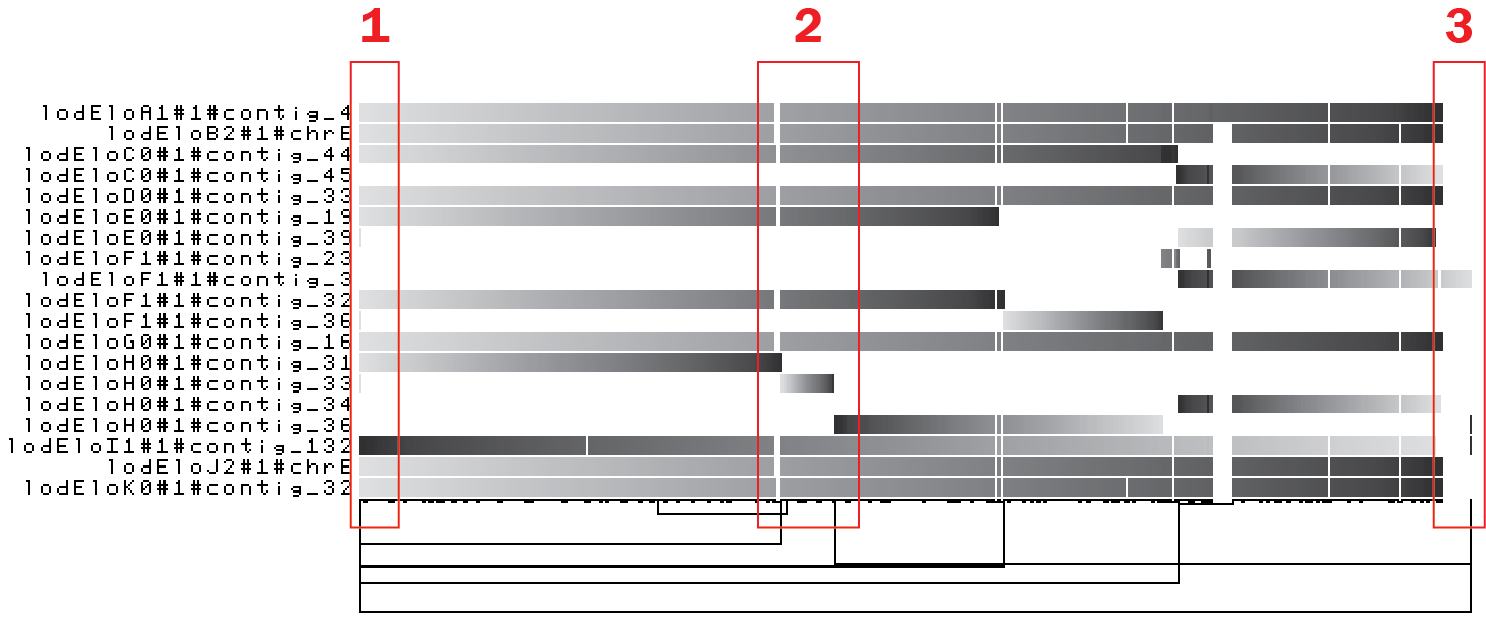 1
2
3
lodEloA1#1#contig_4
lodEloB2#1#chrE
lodEloC0#1#contig_44
lodEloC0#1#contig_45
lodEloD0#1#contig_33
lodEloE0#1#contig_19
lodEloE0#1#contig_39
lodEloF1#1#contig_23
lodEloF1#1#contig_3
lodEloF1#1#contig_32
lodEloF1#1#contig_36
lodEloG0#1#contig_16
lodEloH0#1#contig_31
lodEloH0#1#contig_33
lodEloH0#1#contig_34
lodEloH0#1#contig_36
lodEloI1#1#contig_132
lodEloJ2#1#chrE
lodEloK0#1#contig_32